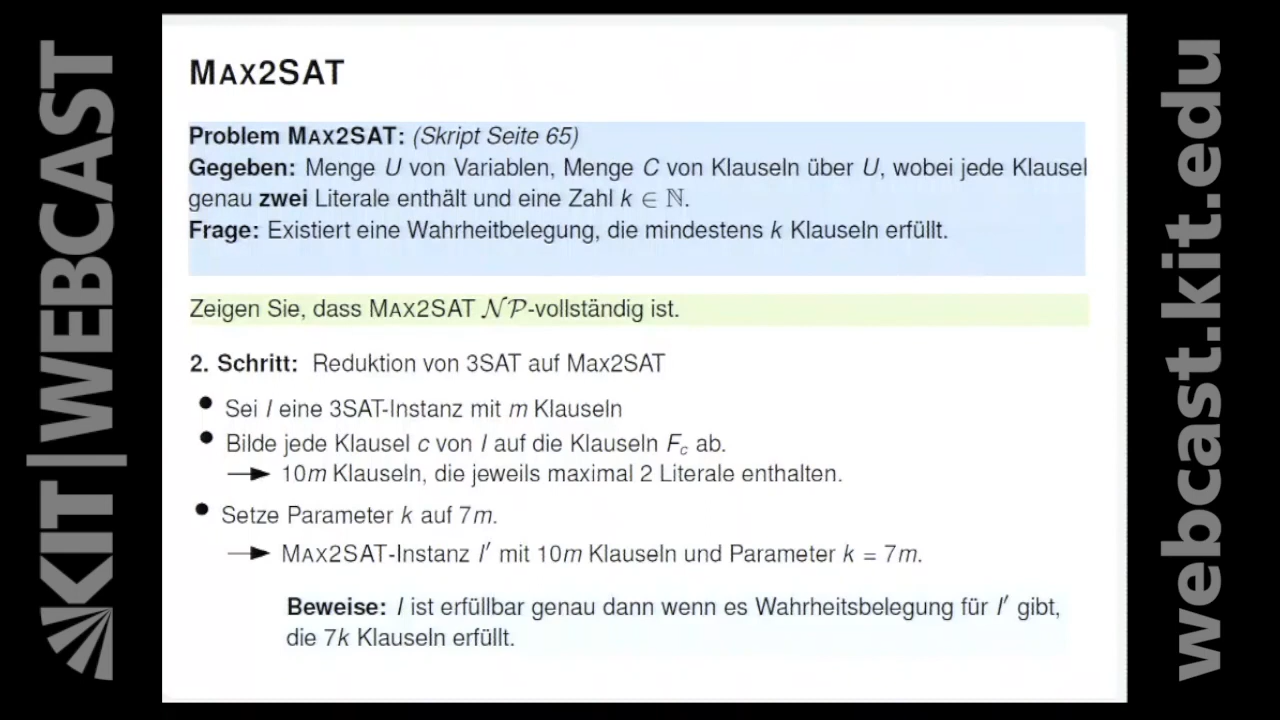 KIT | WEBCAST
MAX2SAT
Problem MAX2SAT: (Skript Seite 65)
Gegeben: Menge U von Variablen, Menge C von Klauseln über U, wobei jede Klausel
genau zwei Literale enthält und eine Zahl k ∈ ℕ.
Frage: Existiert eine Wahrheitbelegung, die mindestens k Klauseln erfüllt.
Zeigen Sie, dass MAX2SAT 𝒩𝒫-vollständig ist.
2. Schritt: Reduktion von 3SAT auf Max2SAT
• Sei I eine 3SAT-Instanz mit m Klauseln
• Bilde jede Klausel c von I auf die Klauseln F_c ab.
→ 10m Klauseln, die jeweils maximal 2 Literale enthalten.
• Setze Parameter k auf 7m.
→ MAX2SAT-Instanz I′ mit 10m Klauseln und Parameter k = 7m.
Beweise: I ist erfüllbar genau dann wenn es Wahrheitsbelegung für I′ gibt,
die 7k Klauseln erfüllt.
webcast.kit.edu